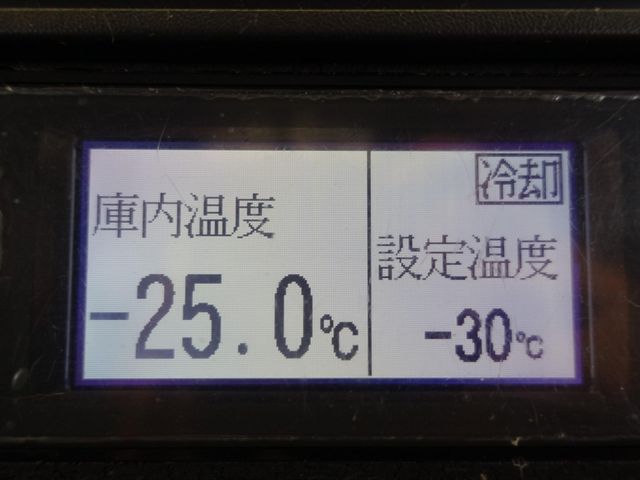 庫内温度
-25.0℃
冷却
設定温度
-30℃